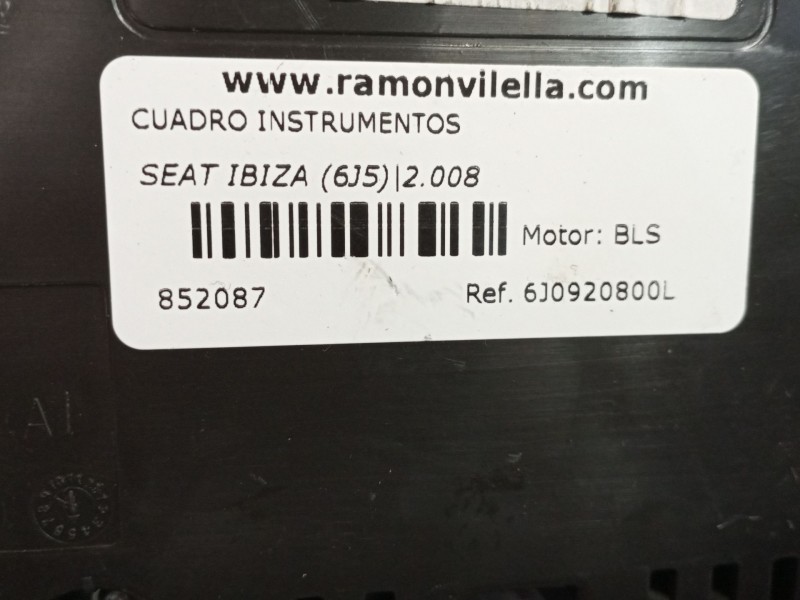 www.ramonvilella.com
CUADRO INSTRUMENTOS
SEAT IBIZA (6J5)|2.008
Motor: BLS
852087
Ref. 6J0920800L